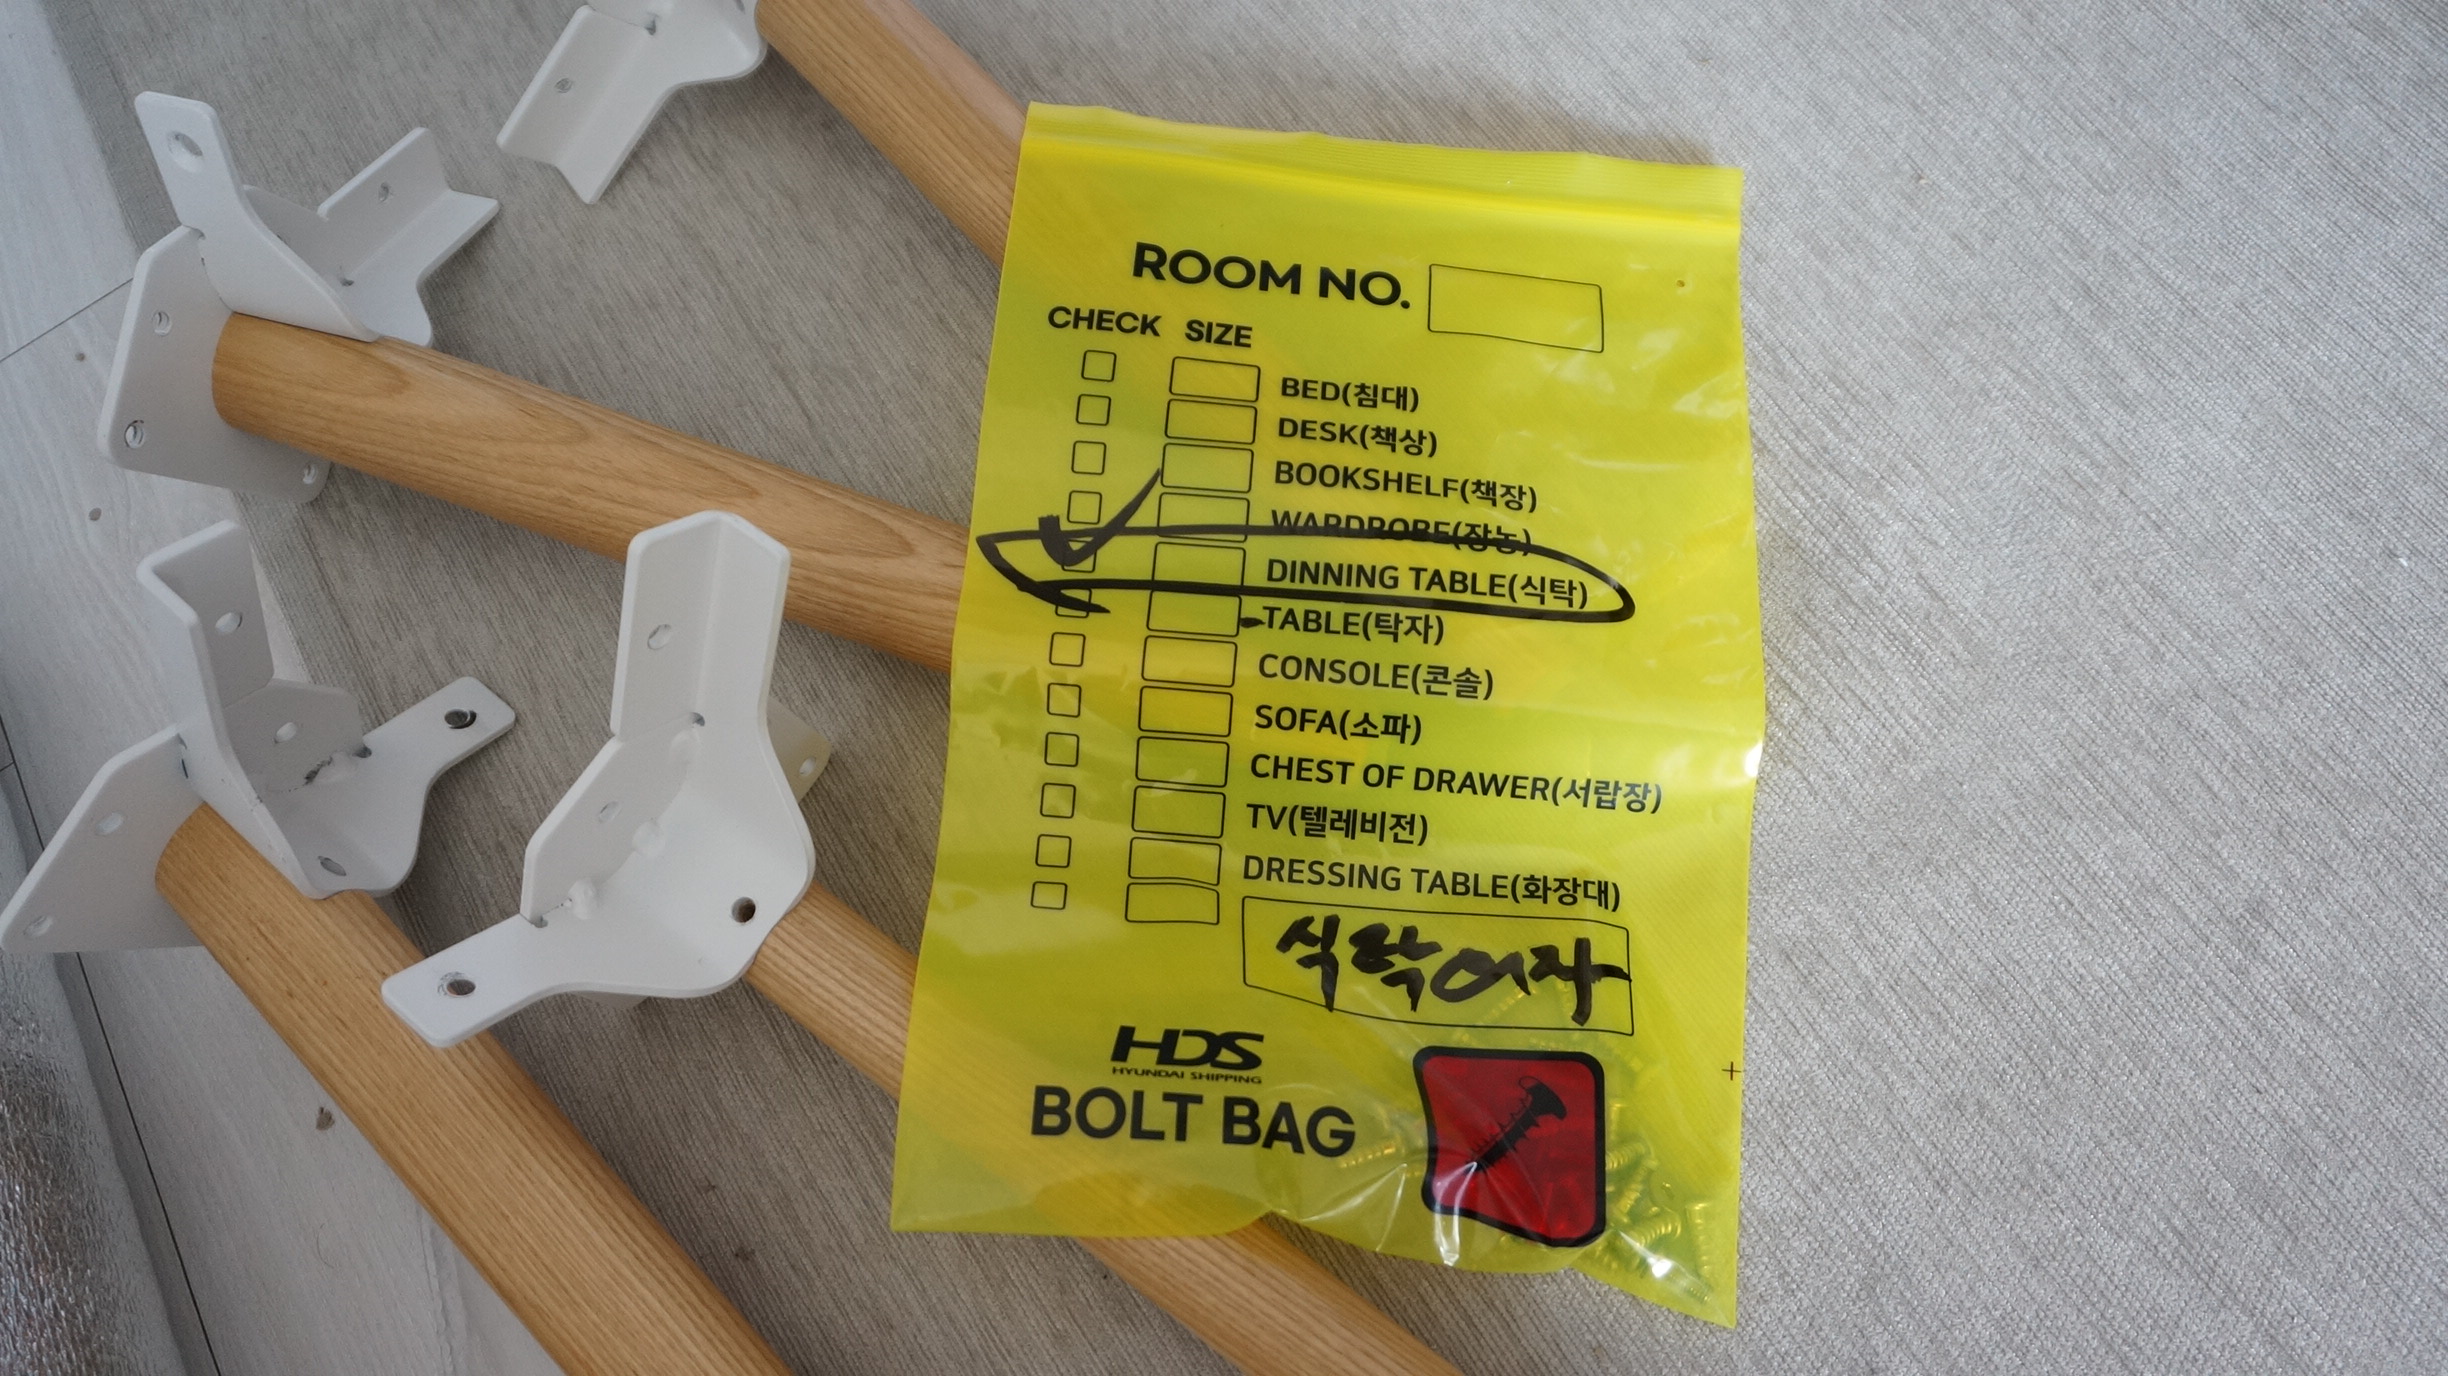 ROOM NO.
CHECK SIZE
BED(침대)
DESK(책상)
BOOKSHELF(책장)
WARDROBE(장농)
DINNING TABLE(식탁)
TABLE(탁자)
CONSOLE(콘솔)
SOFA(소파)
CHEST OF DRAWER(서랍장)
TV(텔레비전)
DRESSING TABLE(화장대)
식탁의자
HDS
HYUNDAI SHIPPING
BOLT BAG